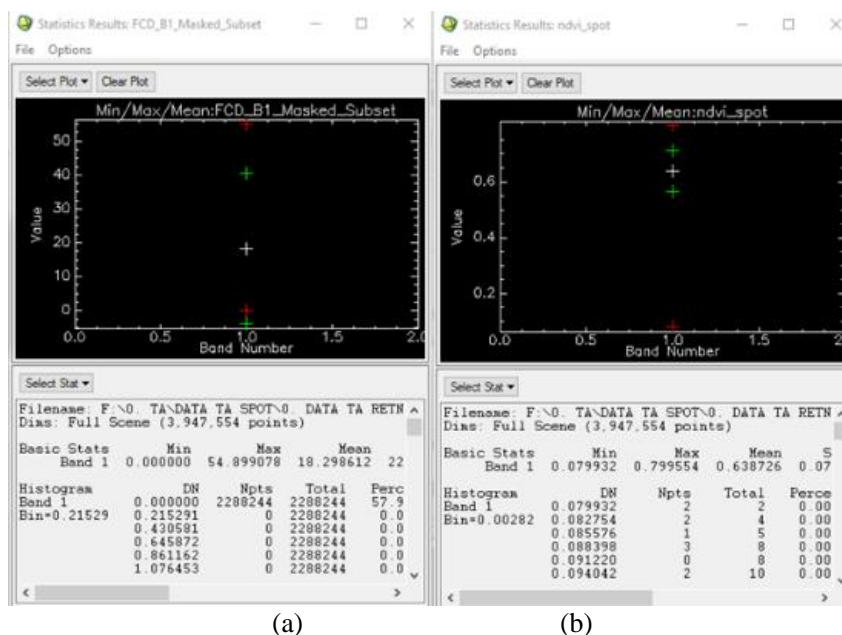 Statistics Results: FCD_B1_Masked_Subset
File Options
Select Plot Clear Plot
Min/Max/Mean:FCD_B1_Masked_Subset
50
40
30
20
10
0
Value
0.0 0.5 1.0 1.5 2.0
Band Number
Select Stat
Filename: F:\0. TA\DATA TA SPOT\0. DATA TA RETN
Dims: Full Scene (3,947,554 points)
Basic Stats Min Max Mean
Band 1 0.000000 54.899078 18.298612 22
Histogram DN Npts Total Perc
Band 1 0.000000 2288244 2288244 57.9
Bin=0.21529 0.215291 0 2288244 0.0
0.430581 0 2288244 0.0
0.645872 0 2288244 0.0
0.861162 0 2288244 0.0
1.076453 0 2288244 0.0
(a)
Statistics Results: ndvi_spot
File Options
Select Plot Clear Plot
Min/Max/Mean:ndvi_spot
0.6
0.4
0.2
Value
0.0 0.5 1.0 1.5 2
Band Number
Select Stat
Filename: F:\0. TA\DATA TA SPOT\0. DATA TA RETN
Dims: Full Scene (3,947,554 points)
Basic Stats Min Max Mean S
Band 1 0.079932 0.799554 0.638726 0.07
Histogram DN Npts Total Perce
Band 1 0.079932 2 2 0.00
Bin=0.00282 0.082754 2 4 0.00
0.085576 1 5 0.00
0.088398 3 8 0.00
0.091220 0 8 0.00
0.094042 2 10 0.00
(b)